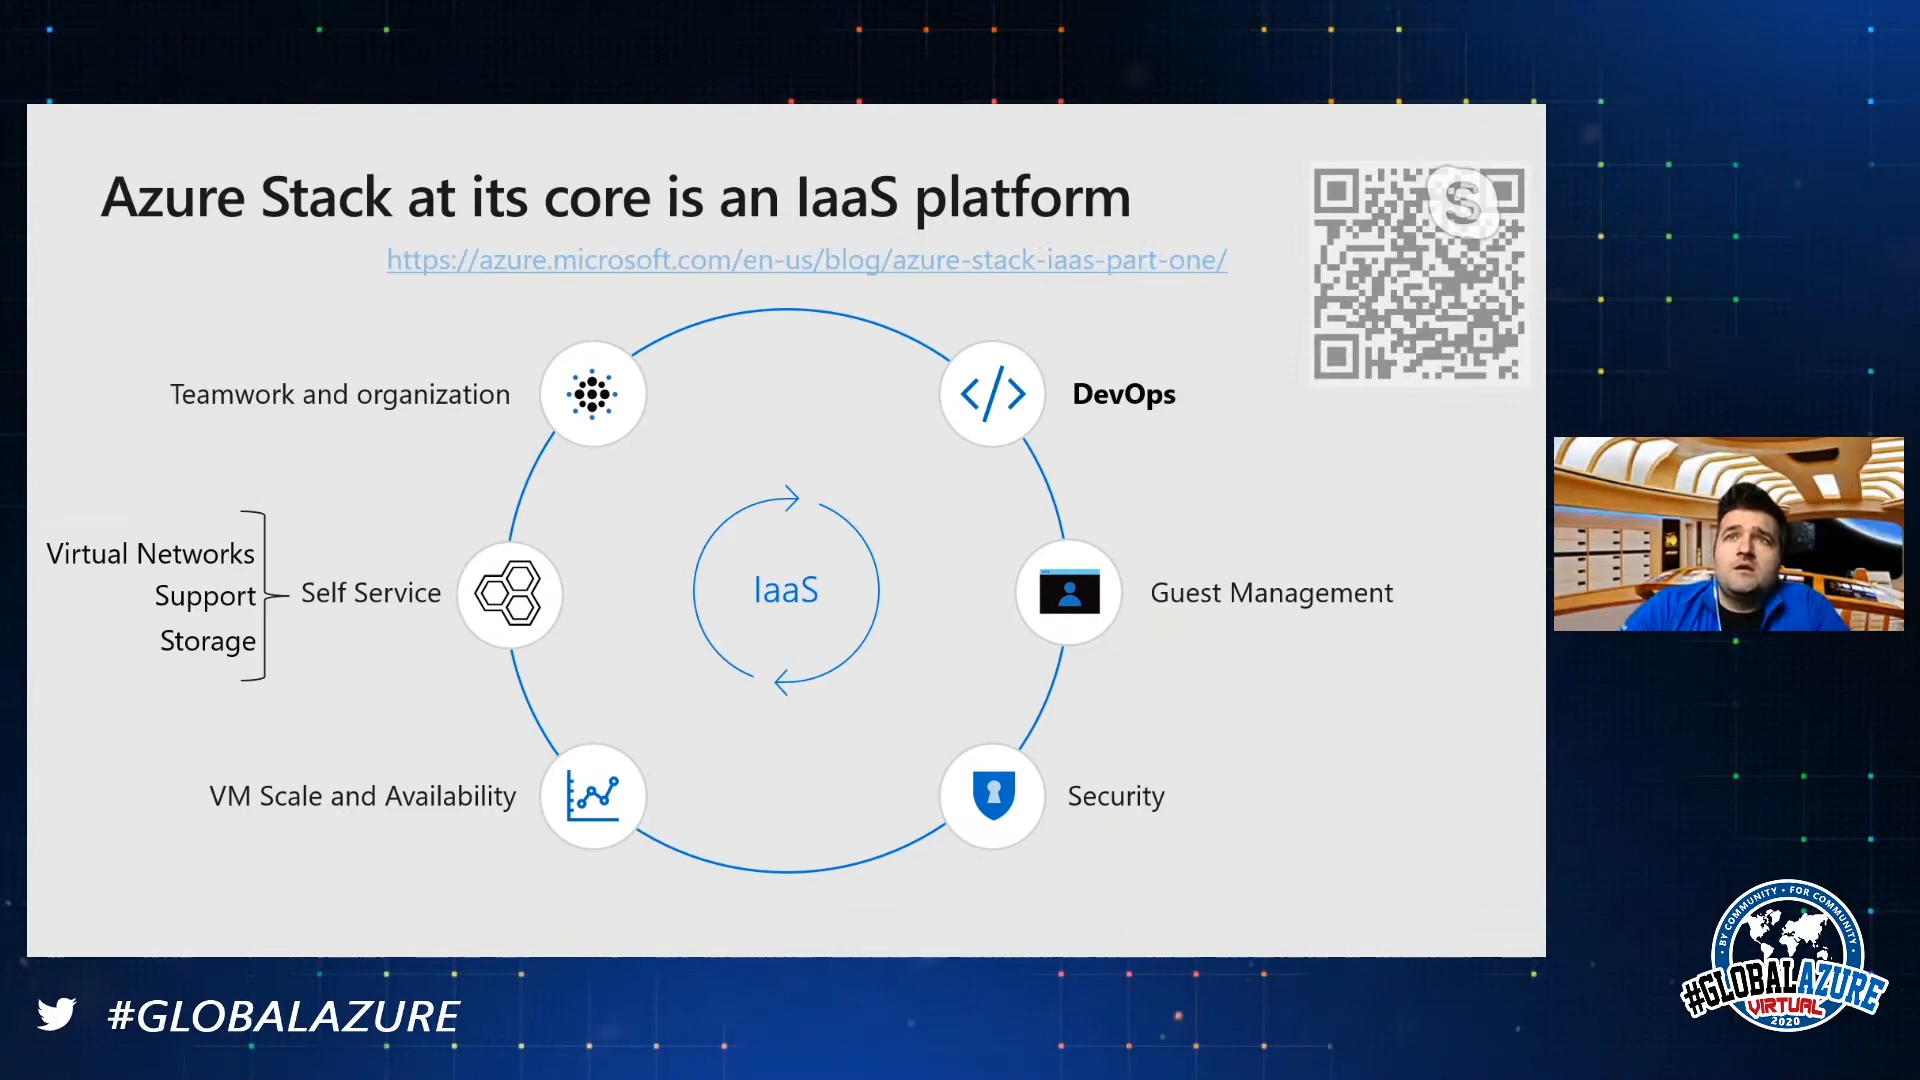 Azure Stack at its core is an IaaS platform
https://azure.microsoft.com/en-us/blog/azure-stack-iaas-part-one/
S
Teamwork and organization
DevOps
Virtual Networks
Support
Storage
Self Service
IaaS
Guest Management
VM Scale and Availability
Security
#GLOBALAZURE
BY COMMUNITY • FOR COMMUNITY
#GLOBALAZURE
VIRTUAL
2020